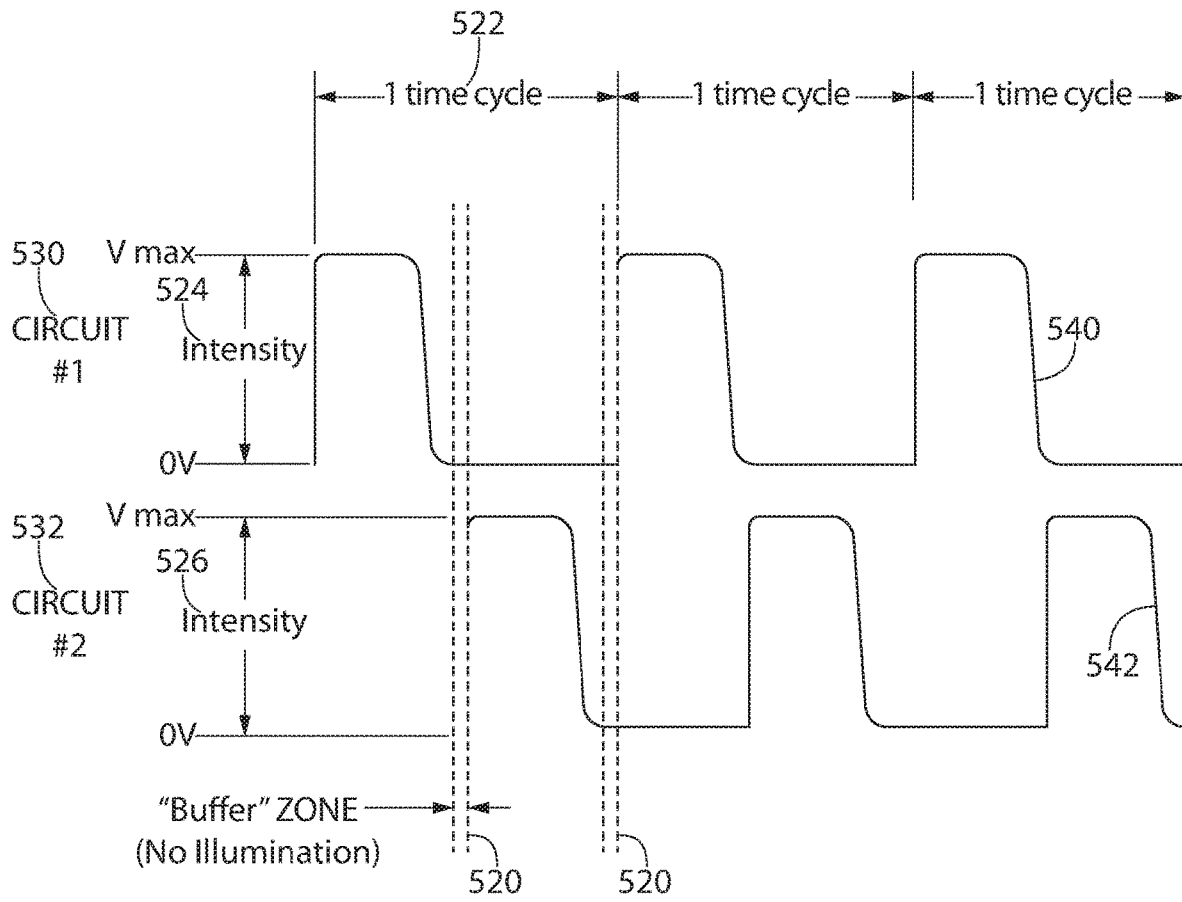 522
1 time cycle
1 time cycle
1 time cycle
530
V max
524
CIRCUIT
#1
Intensity
540
0V
532
V max
526
CIRCUIT
#2
Intensity
542
0V
"Buffer" ZONE
(No Illumination)
520
520